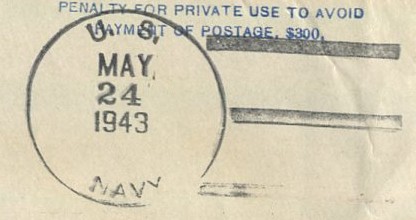 PENALTY FOR PRIVATE USE TO AVOID
PAYMENT OF POSTAGE, $300.
U. S.
MAY
24
1943
NAVY